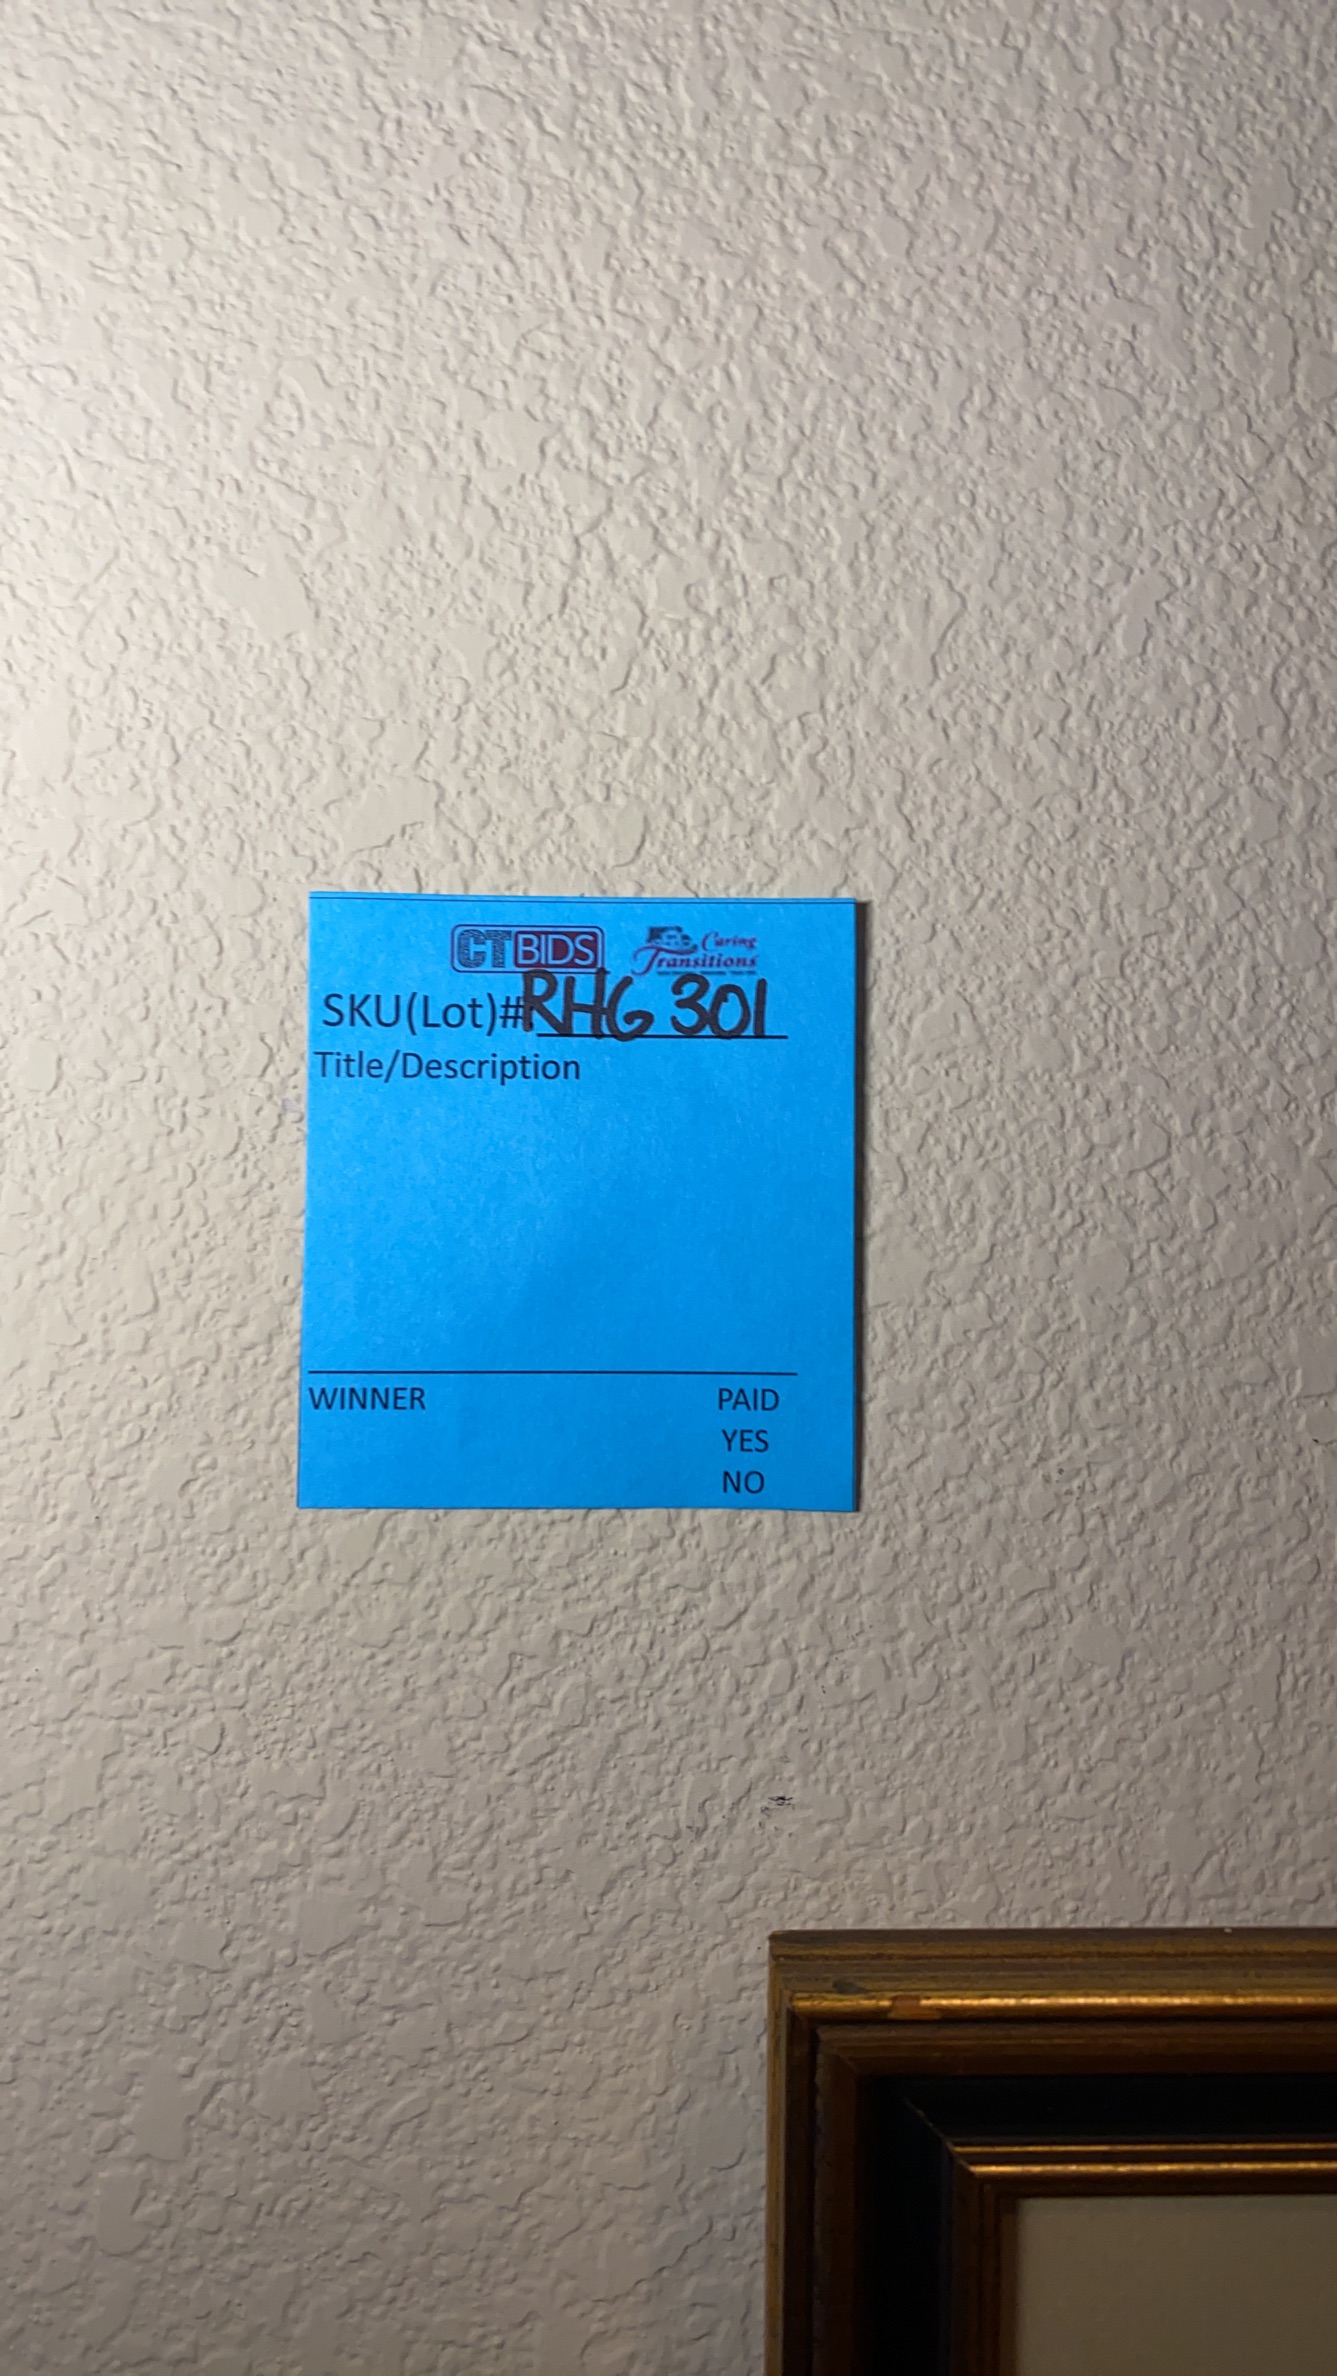 CTBIDS
Caring
Transitions
SKU(Lot)#RHG 301
Title/Description
WINNER PAID
YES
NO